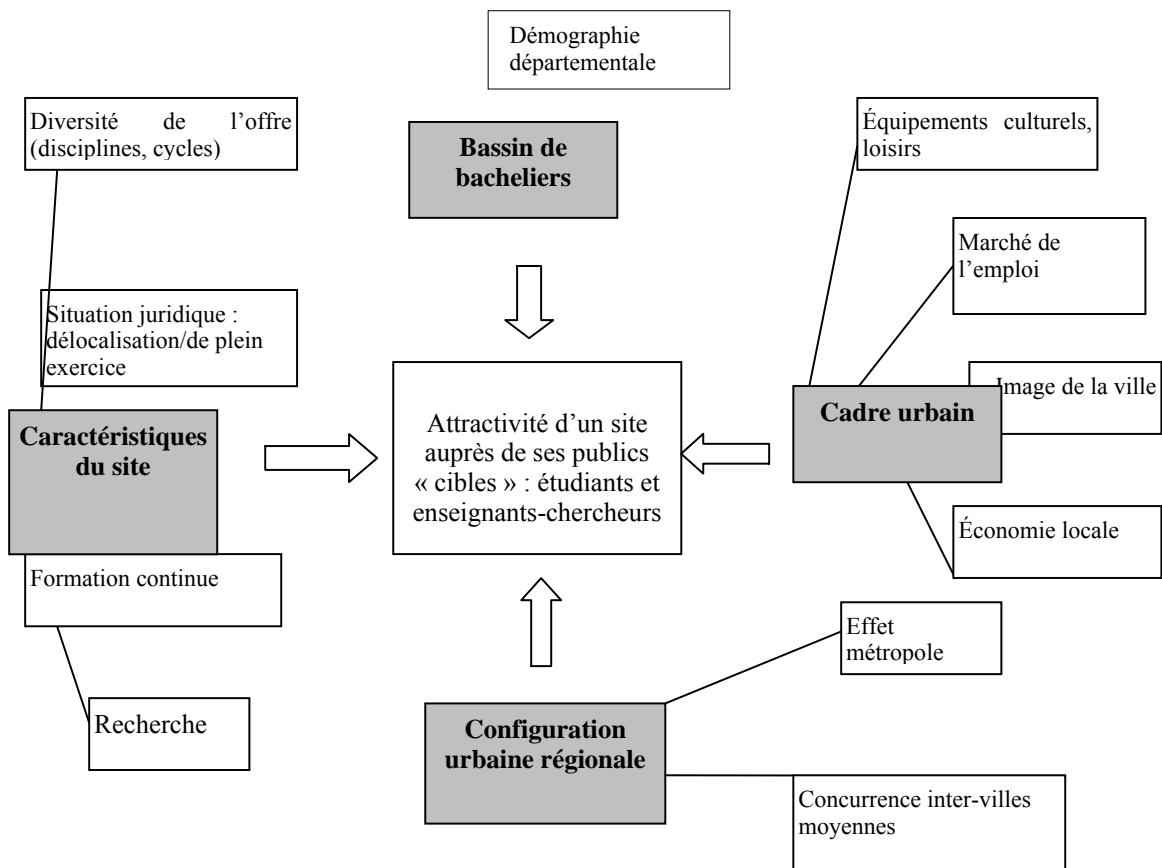 Démographie
départementale
Diversité de l’offre
(disciplines, cycles)
Bassin de
bacheliers
Équipements culturels,
loisirs
Marché de
l’emploi
Situation juridique :
délocalisation/de plein
exercice
Image de la ville
Caractéristiques
du site
Attractivité d’un site
auprès de ses publics
« cibles » : étudiants et
enseignants-chercheurs
Cadre urbain
Économie locale
Formation continue
Effet
métropole
Recherche
Configuration
urbaine régionale
Concurrence inter-villes
moyennes